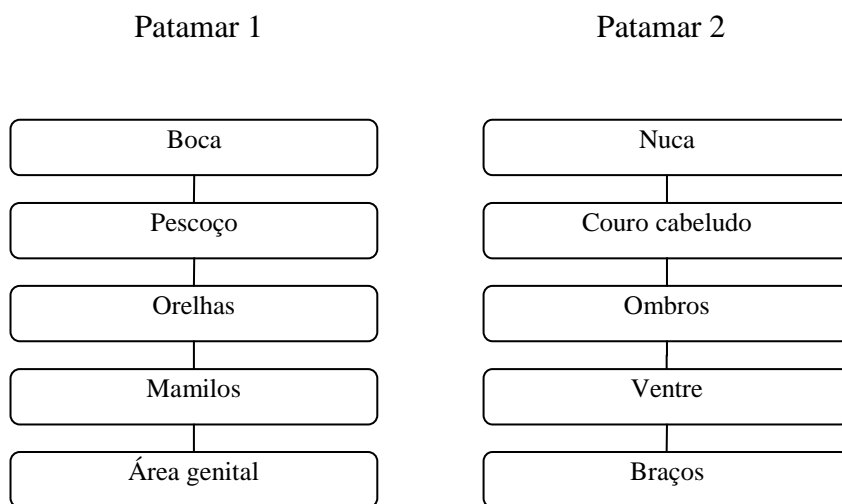 Patamar 1
Boca
Pescoço
Orelhas
Mamilos
Área genital
Patamar 2
Nuca
Couro cabeludo
Ombros
Ventre
Braços